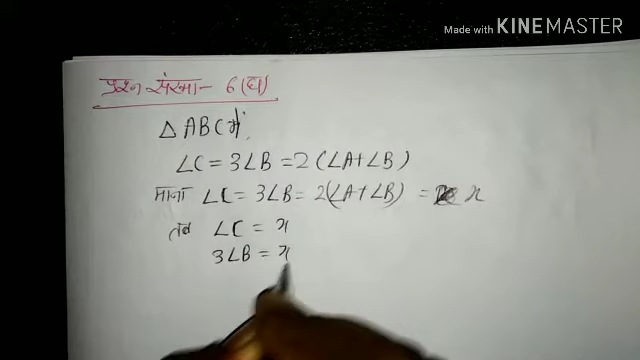 Made with KINEMASTER
प्रश्न संख्या- 6 (घ)
△ ABC में,
∠C = 3∠B = 2 (∠A+∠B)
माना ∠C = 3∠B = 2(∠A+∠B) = x
तब ∠C = x
3∠B = x